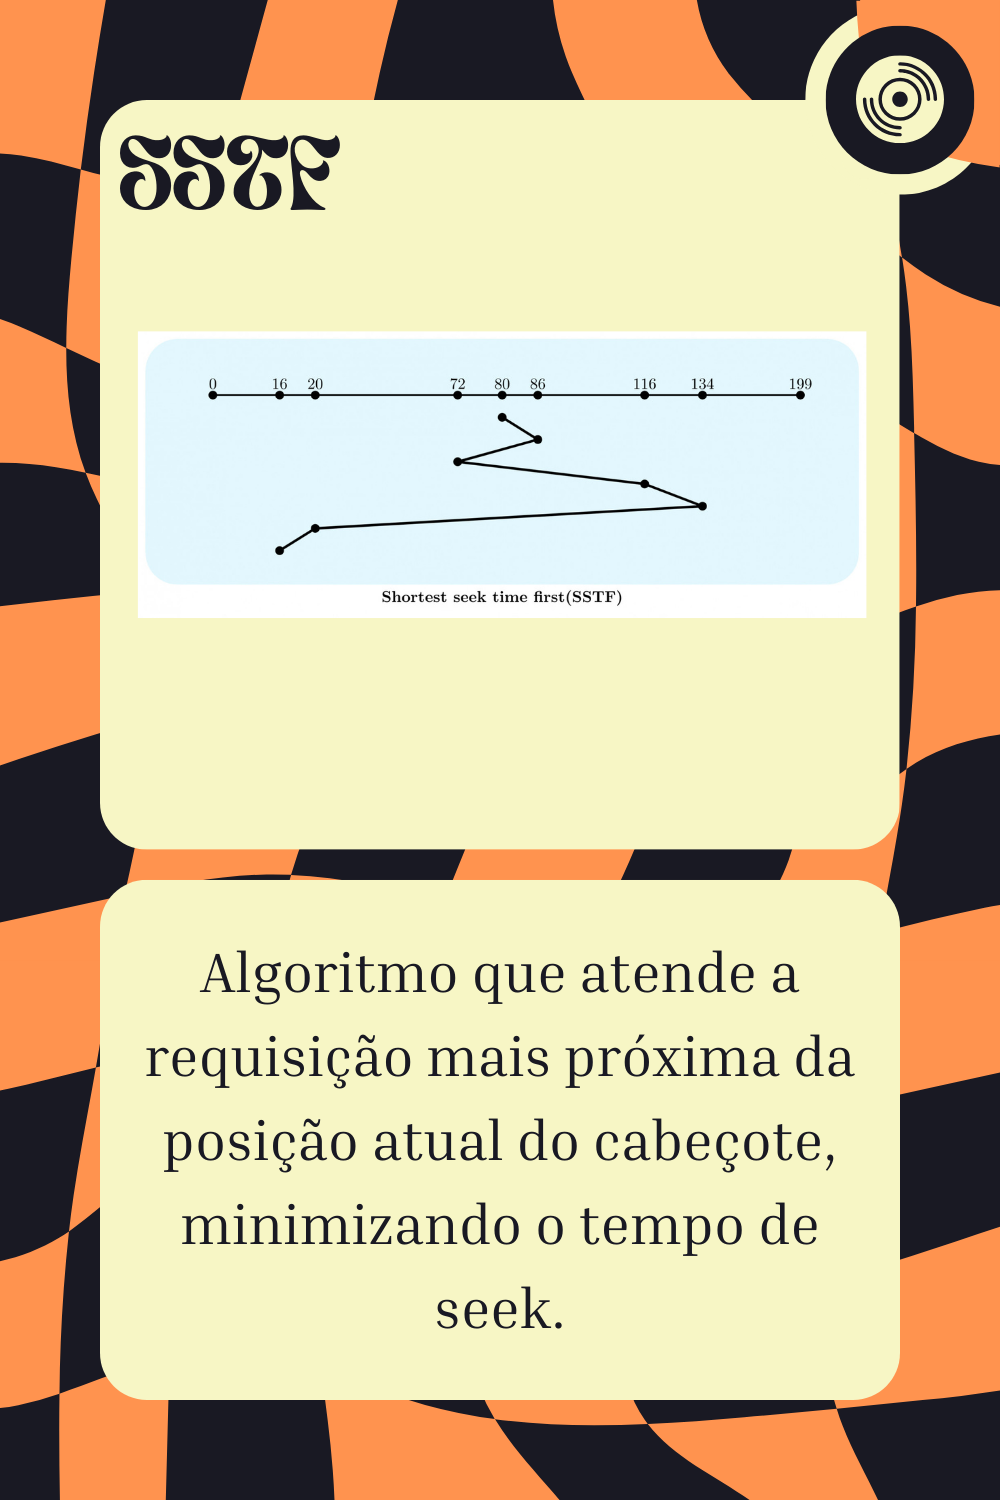 SSTF
0 16 20 72 80 86 116 134 199
Shortest seek time first(SSTF)
Algoritmo que atende a
requisição mais próxima da
posição atual do cabeçote,
minimizando o tempo de
seek.